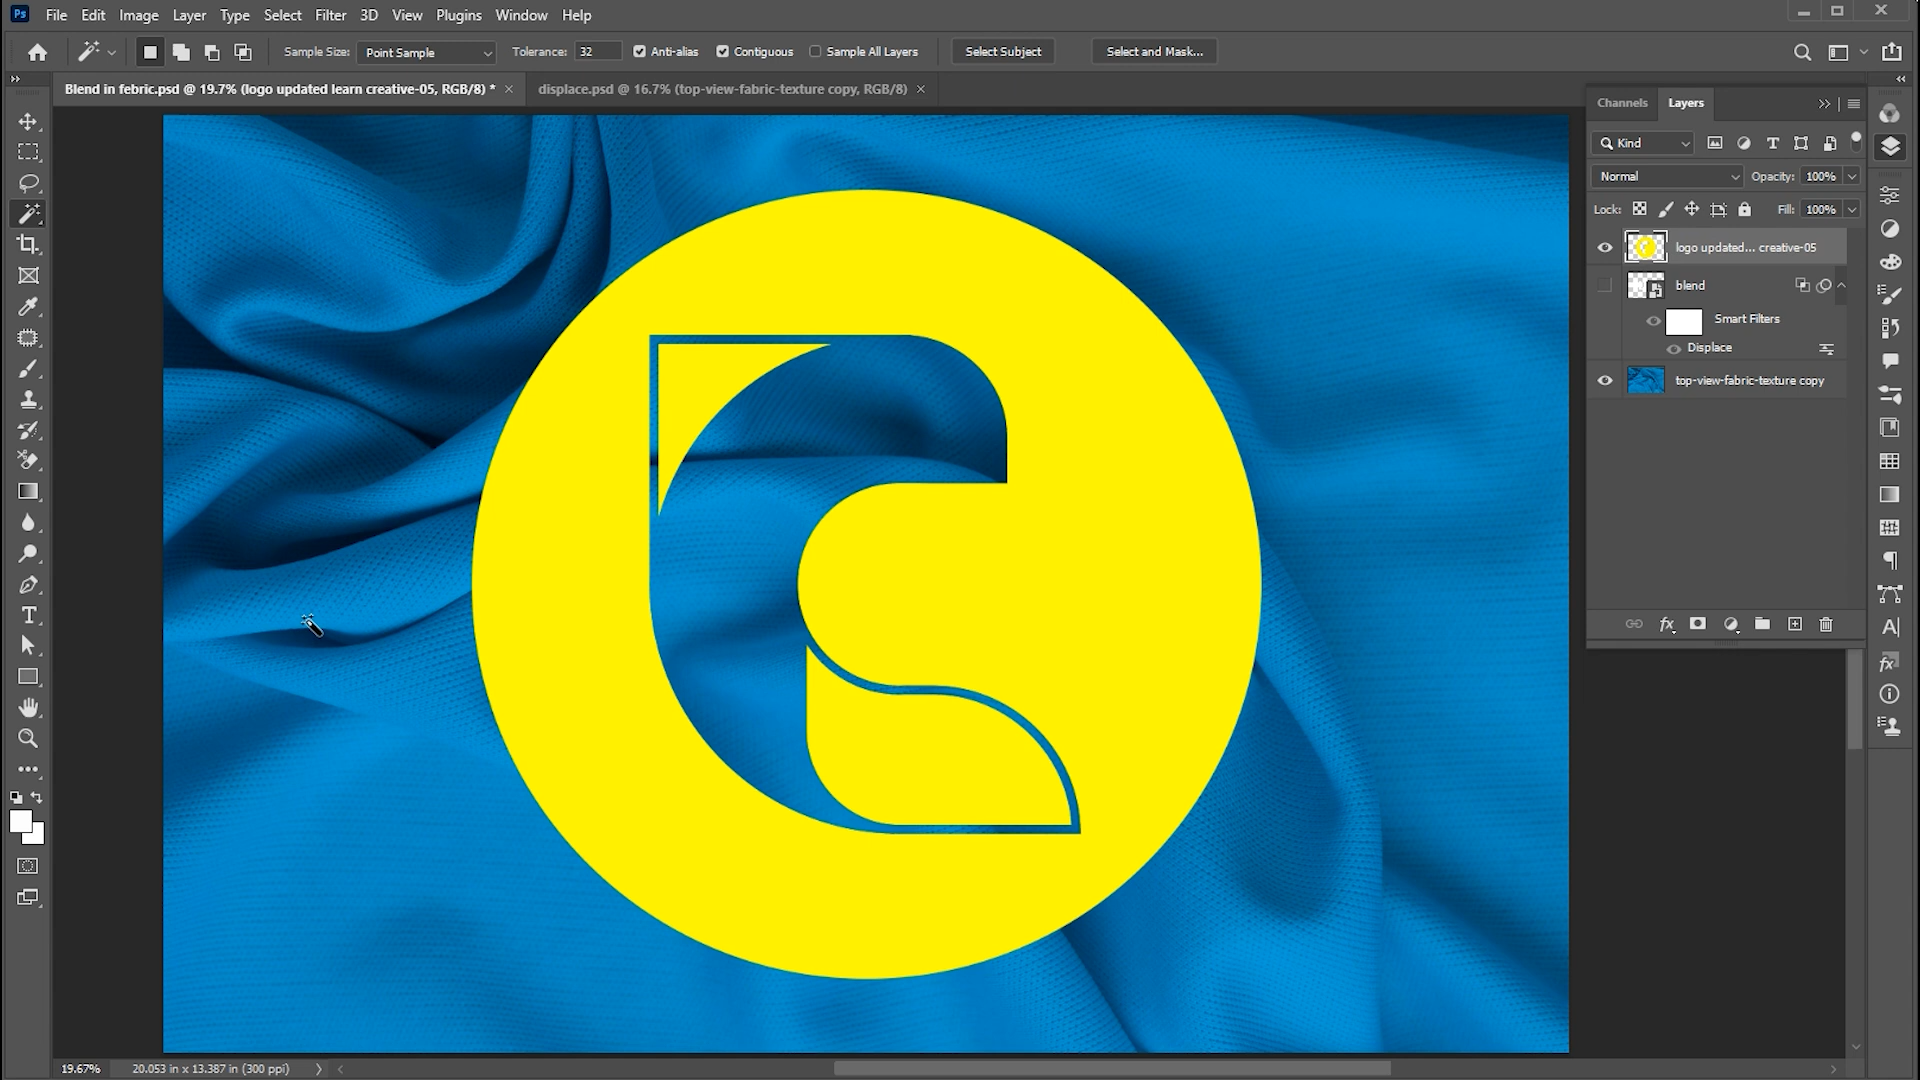 Ps File Edit Image Layer Type Select Filter 3D View Plugins Window Help
Sample Size: Point Sample Tolerance: 32 Anti-alias Contiguous Sample All Layers Select Subject Select and Mask...
Blend in febric.psd @ 19.7% (logo updated learn creative-05, RGB/8) * × displace.psd @ 16.7% (top-view-fabric-texture copy, RGB/8) ×
Channels Layers
Kind
Normal Opacity: 100%
Lock: Fill: 100%
logo updated... creative-05
blend
Smart Filters
Displace
top-view-fabric-texture copy
fx
19.67% 20.053 in x 13.387 in (300 ppi)